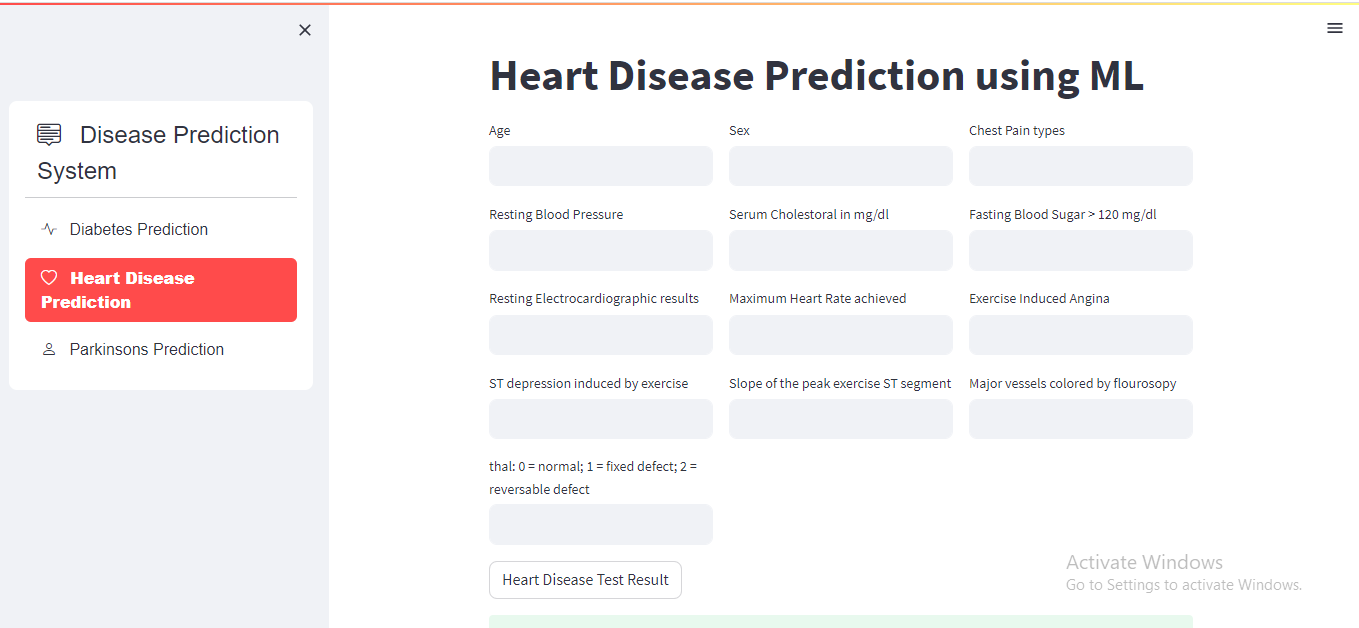 Disease Prediction
System
Diabetes Prediction
Heart Disease
Prediction
Parkinsons Prediction
Heart Disease Prediction using ML
Age
Sex
Chest Pain types
Resting Blood Pressure
Serum Cholestoral in mg/dl
Fasting Blood Sugar > 120 mg/dl
Resting Electrocardiographic results
Maximum Heart Rate achieved
Exercise Induced Angina
ST depression induced by exercise
Slope of the peak exercise ST segment
Major vessels colored by flourosopy
thal: 0 = normal; 1 = fixed defect; 2 =
reversable defect
Heart Disease Test Result
Activate Windows
Go to Settings to activate Windows.